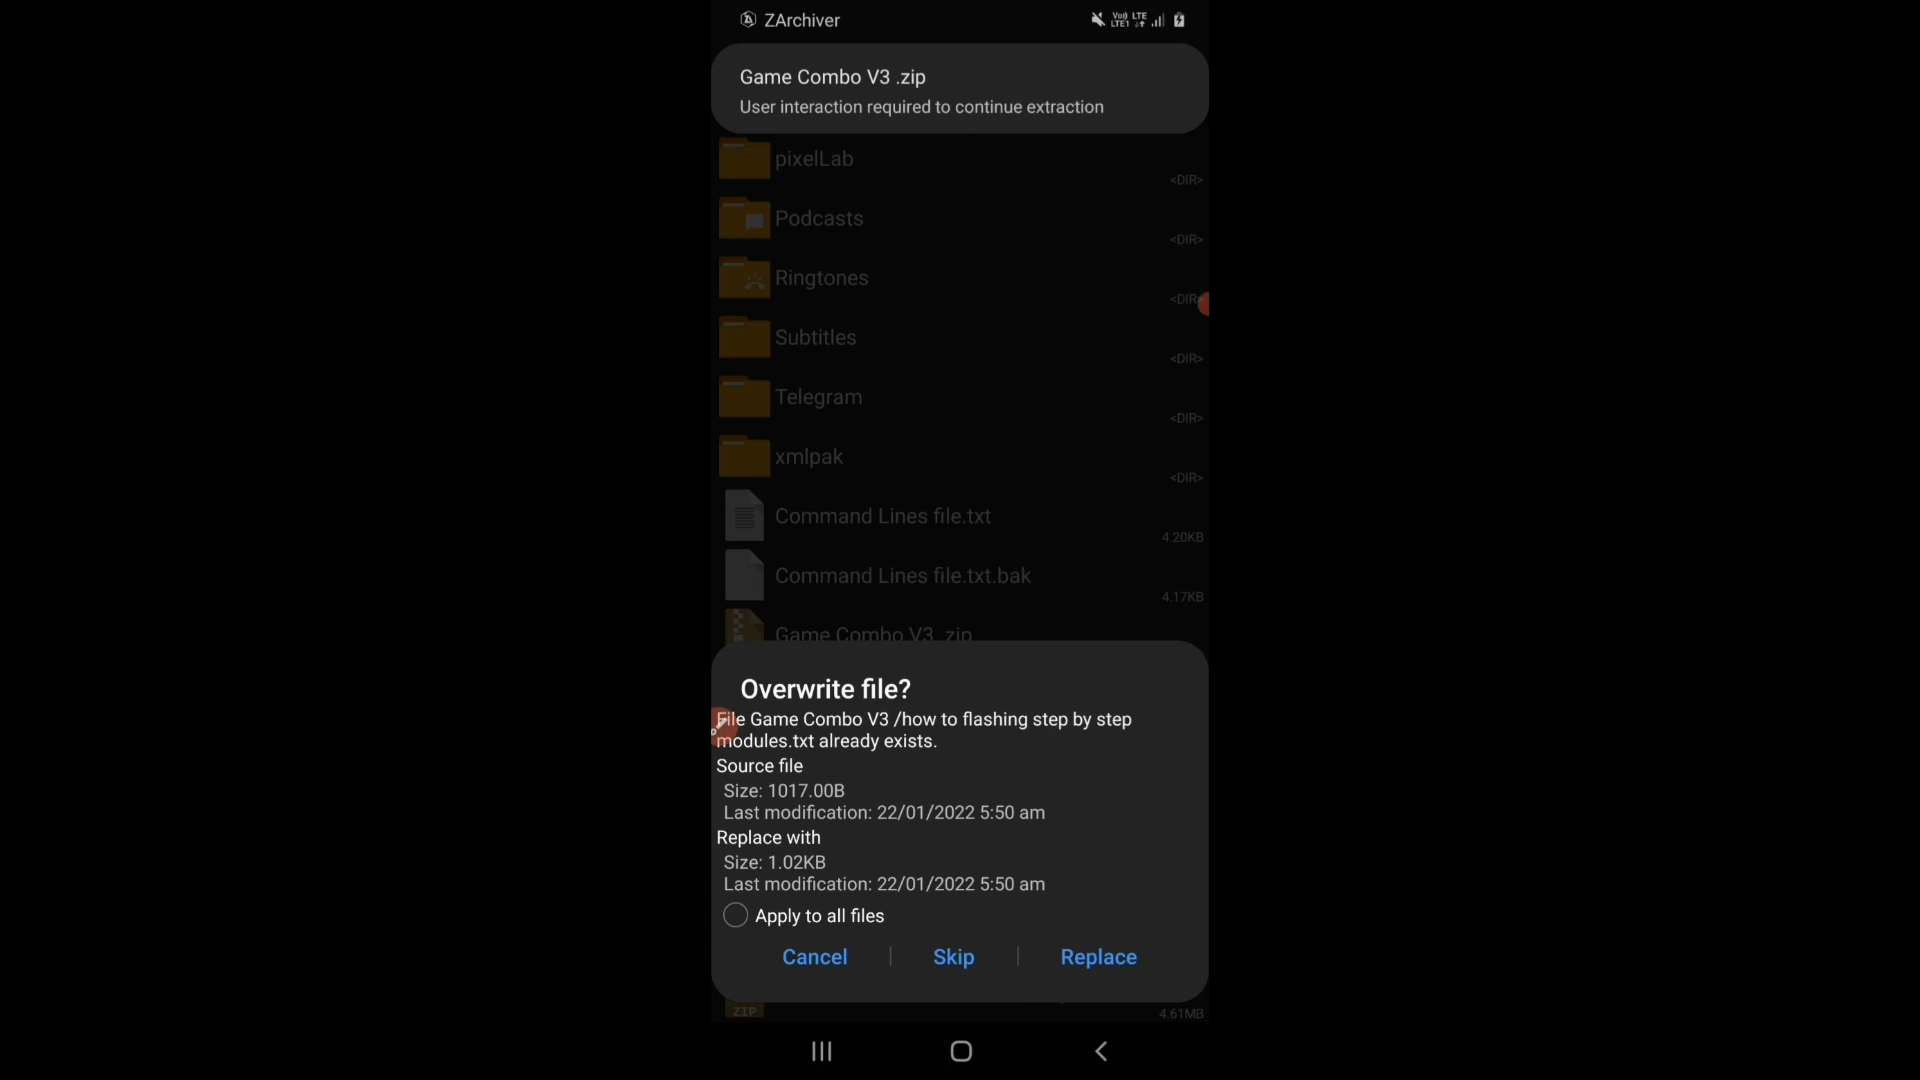 ZArchiver
Vo)) LTE
LTE1
Game Combo V3 .zip
User interaction required to continue extraction
pixelLab
<DIR>
Podcasts
<DIR>
Ringtones
<DIR>
Subtitles
<DIR>
Telegram
<DIR>
xmlpak
<DIR>
Command Lines file.txt
4.20KB
Command Lines file.txt.bak
4.17KB
Game Combo V3 .zip
Overwrite file?
File Game Combo V3 /how to flashing step by step
modules.txt already exists.
Source file
Size: 1017.00B
Last modification: 22/01/2022 5:50 am
Replace with
Size: 1.02KB
Last modification: 22/01/2022 5:50 am
Apply to all files
Cancel | Skip | Replace
ZIP
4.61MB